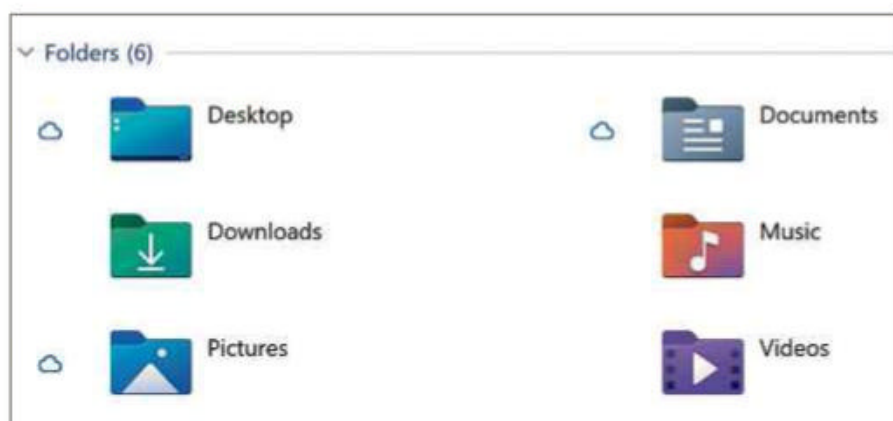 Folders (6)
Desktop
Documents
Downloads
Music
Pictures
Videos